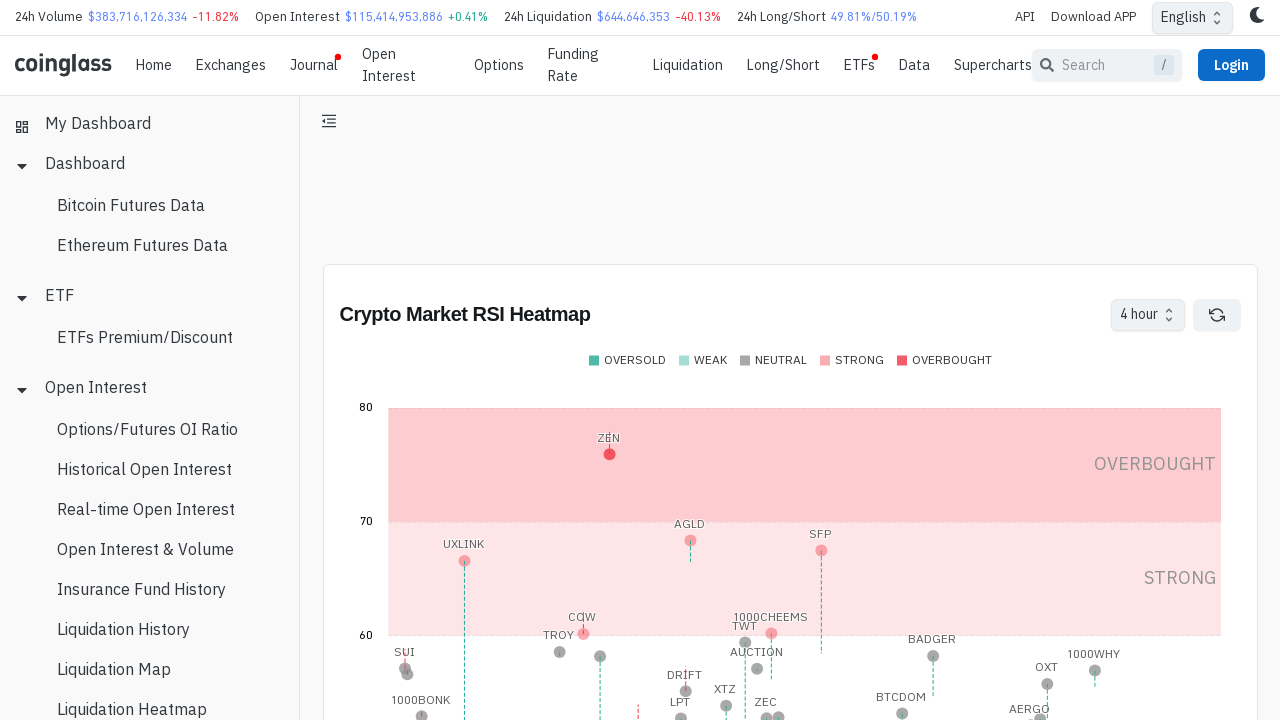 24h Volume $383,716,126,334 -11.82% Open Interest $115,414,953,886 +0.41% 24h Liquidation $644,646,353 -40.13% 24h Long/Short 49.81%/50.19% API Download APP English
coinglass Home Exchanges Journal Open Interest Options Funding Rate Liquidation Long/Short ETFs Data Supercharts Search / Login
My Dashboard
Dashboard
Bitcoin Futures Data
Ethereum Futures Data
ETF
ETFs Premium/Discount
Open Interest
Options/Futures OI Ratio
Historical Open Interest
Real-time Open Interest
Open Interest & Volume
Insurance Fund History
Liquidation History
Liquidation Map
Liquidation Heatmap
Crypto Market RSI Heatmap 4 hour
OVERSOLD WEAK NEUTRAL STRONG OVERBOUGHT
80
ZEN
OVERBOUGHT
70
AGLD
SFP
UXLINK
STRONG
COW
1000CHEEMS
TWT
60
TROY
BADGER
SUI
AUCTION
1000WHY
OXT
DRIFT
XTZ
BTCDOM
1000BONK
LPT
ZEC
AERGO